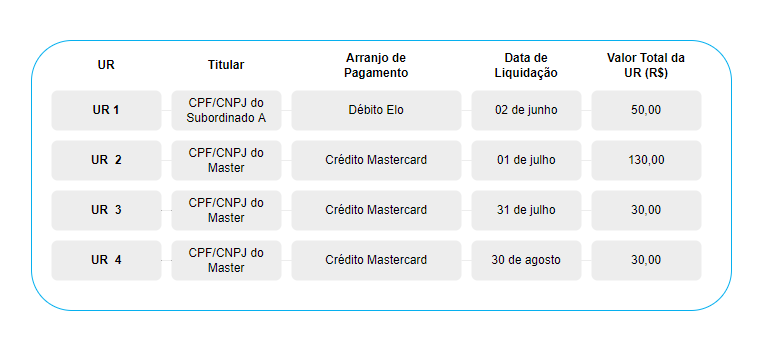 UR Titular Arranjo de Pagamento Data de Liquidação Valor Total da UR (R$)
UR 1 CPF/CNPJ do Subordinado A Débito Elo 02 de junho 50,00
UR 2 CPF/CNPJ do Master Crédito Mastercard 01 de julho 130,00
UR 3 CPF/CNPJ do Master Crédito Mastercard 31 de julho 30,00
UR 4 CPF/CNPJ do Master Crédito Mastercard 30 de agosto 30,00